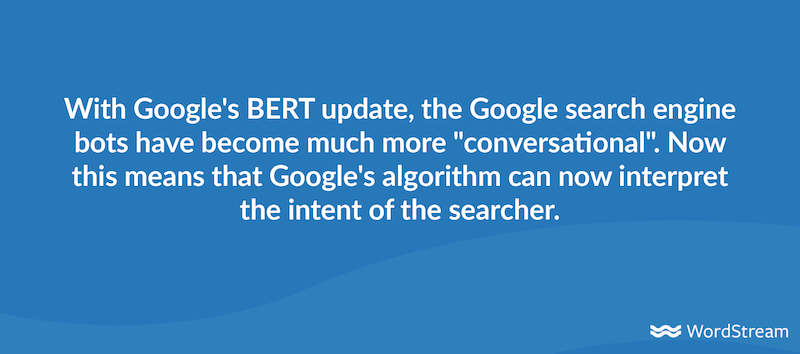 With Google's BERT update, the Google search engine
bots have become much more "conversational". Now
this means that Google's algorithm can now interpret
the intent of the searcher.
WordStream